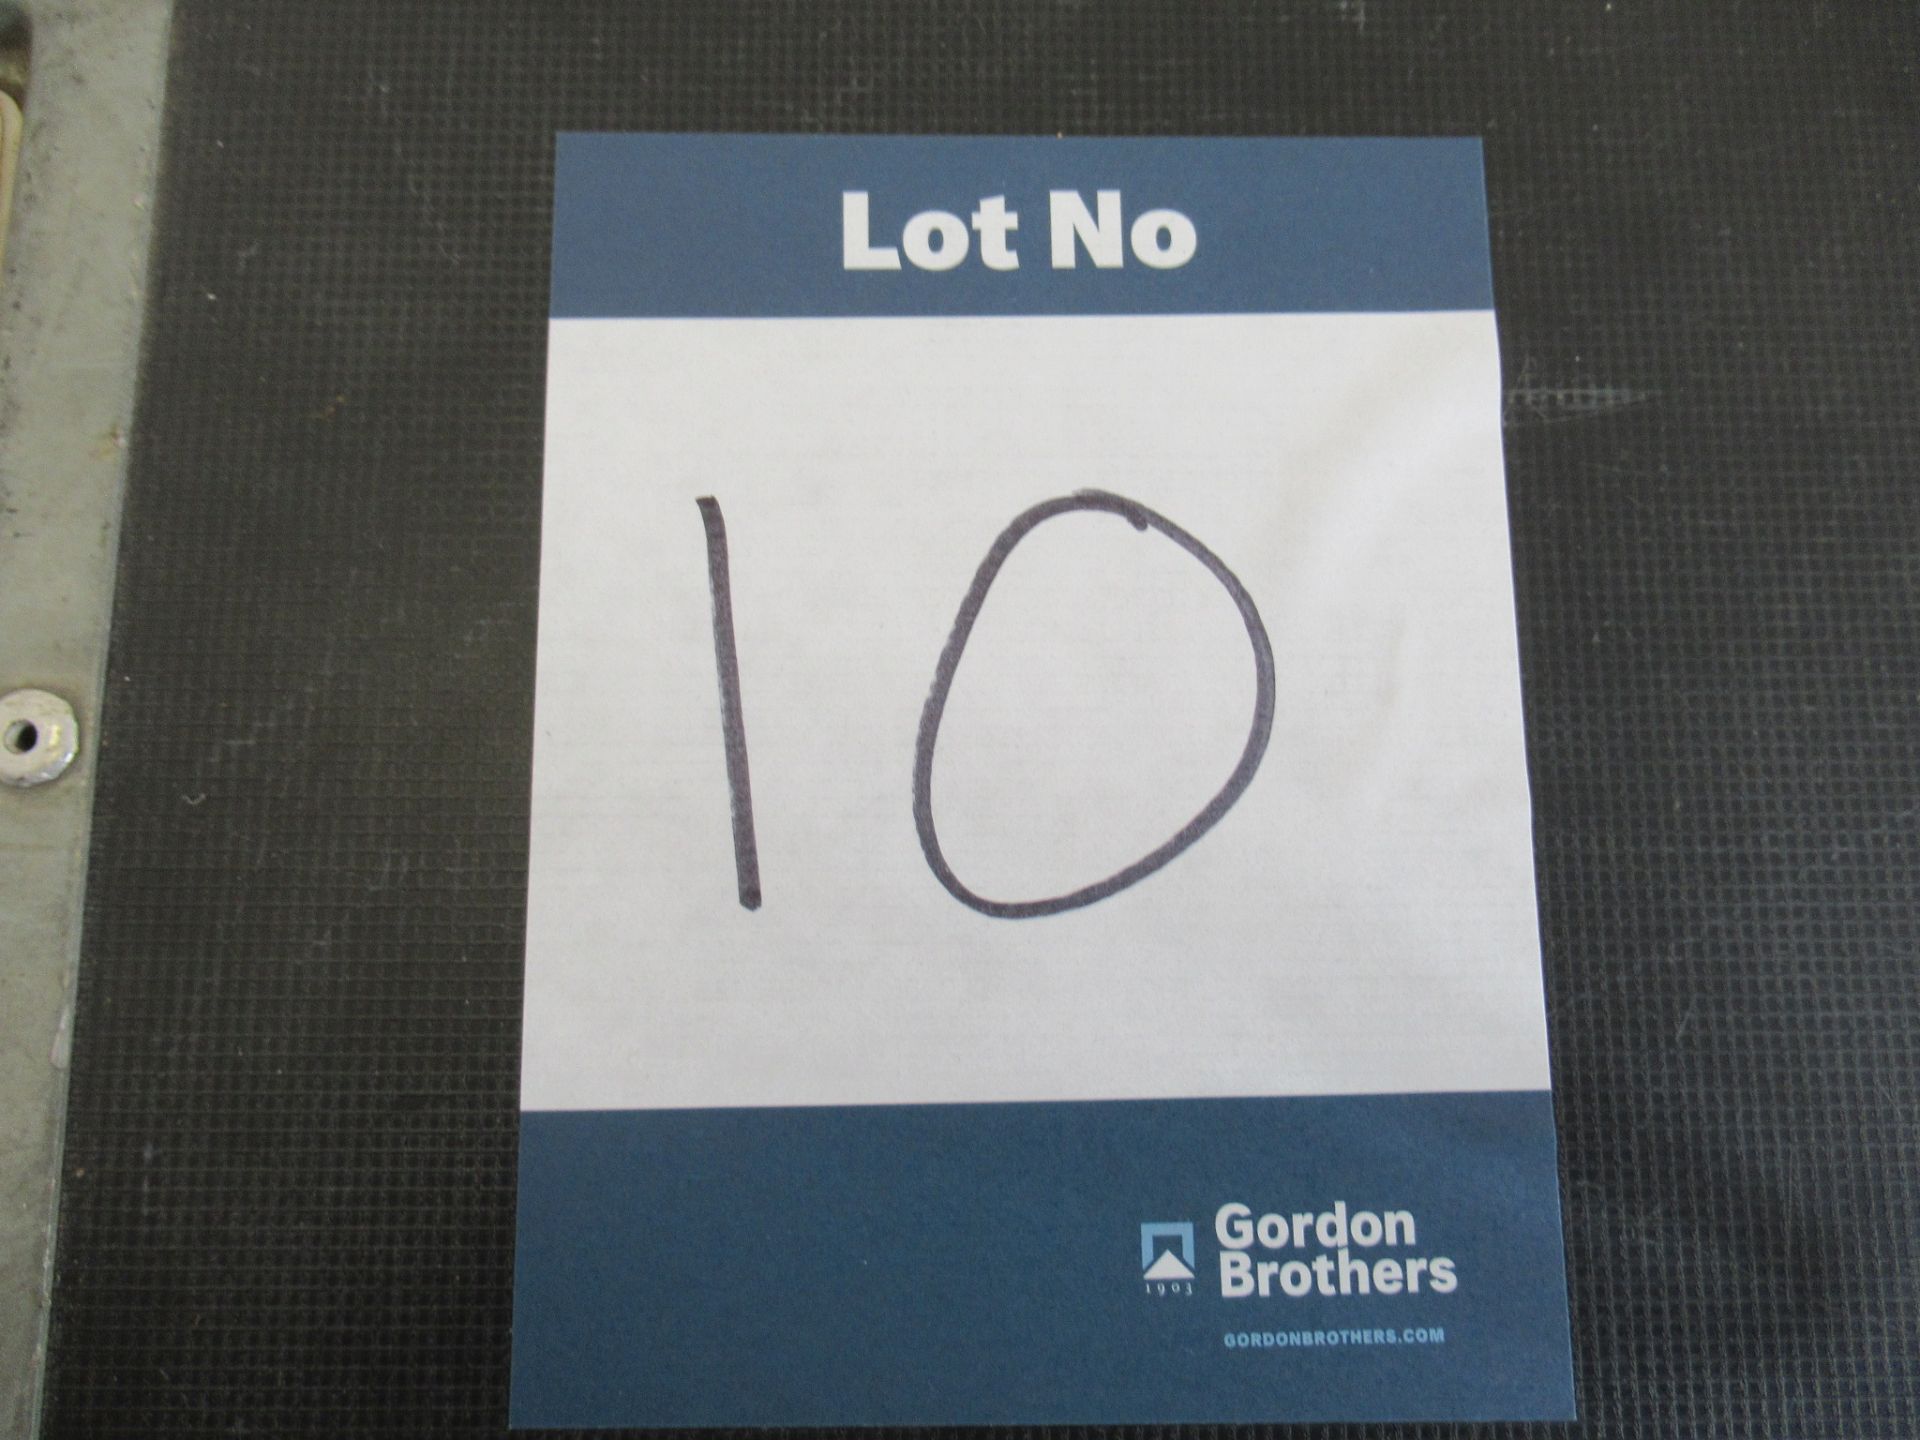 Lot No
10
Gordon
Brothers
1903
GORDONBROTHERS.COM